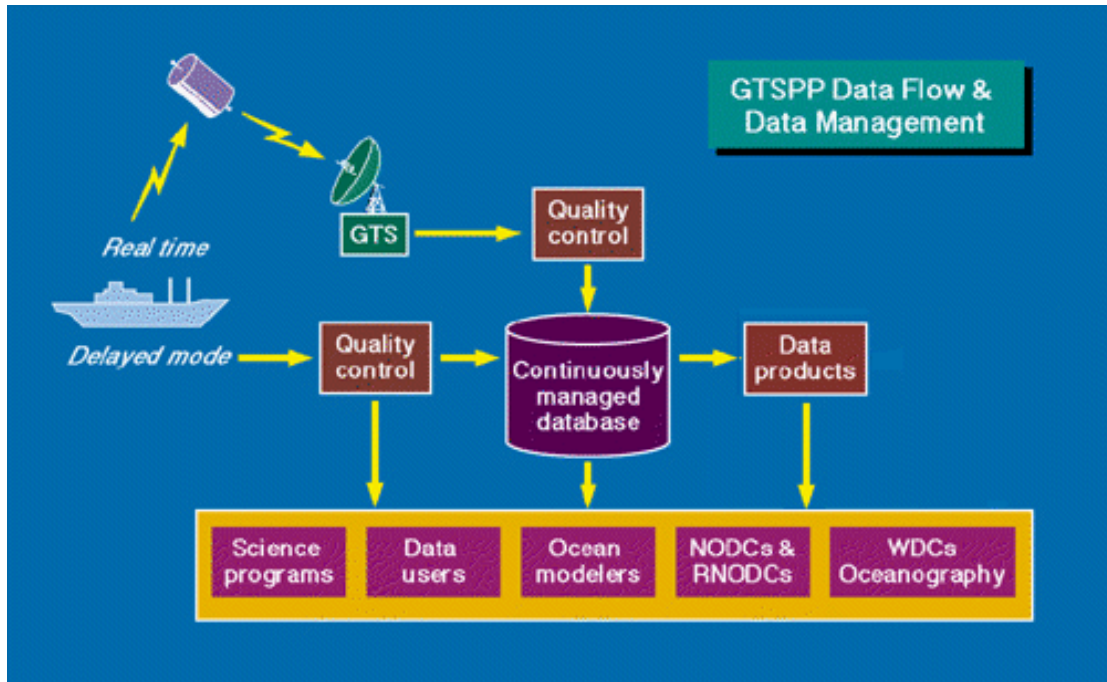 GTSPP Data Flow &
Data Management
Real time
GTS
Quality
control
Delayed mode
Quality
control
Continuously
managed
database
Data
products
Science
programs
Data
users
Ocean
modelers
NODCs &
RNODCs
WDCs
Oceanography